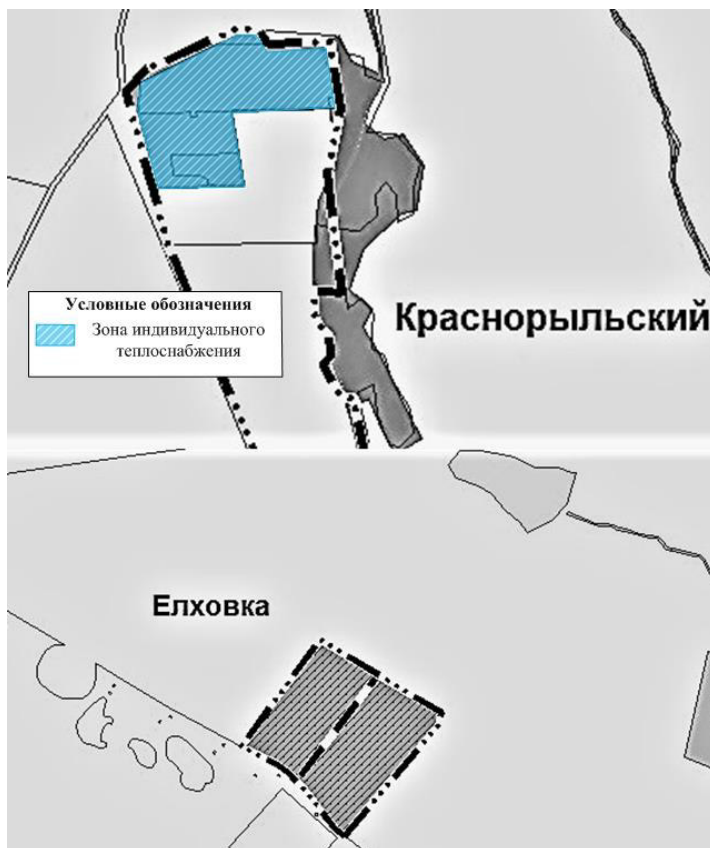 Условные обозначения
Зона индивидуального
теплоснабжения
Краснорыльский
Елховка